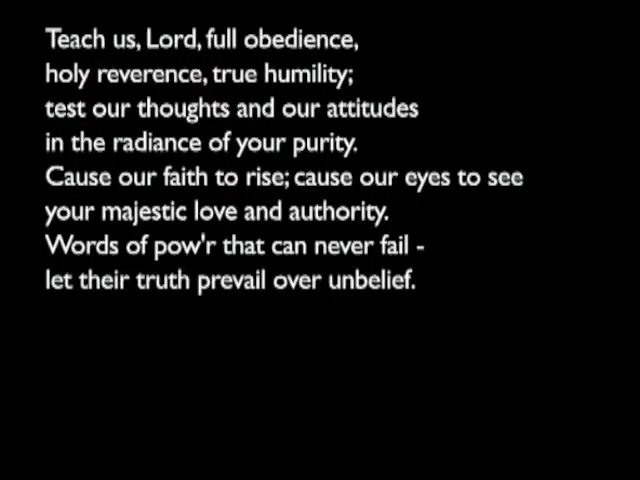 Teach us, Lord, full obedience,
holy reverence, true humility;
test our thoughts and our attitudes
in the radiance of your purity.
Cause our faith to rise; cause our eyes to see
your majestic love and authority.
Words of pow'r that can never fail -
let their truth prevail over unbelief.